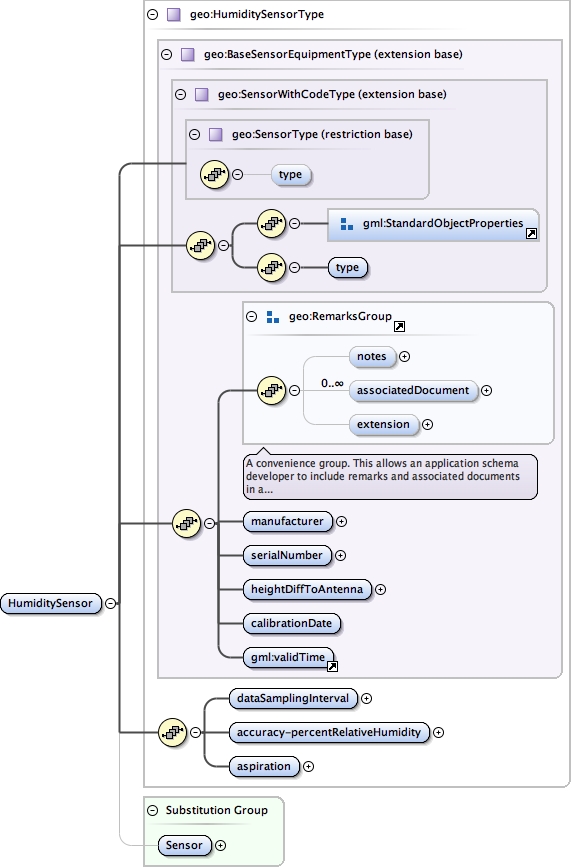 geo:HumiditySensorType
geo:BaseSensorEquipmentType (extension base)
geo:SensorWithCodeType (extension base)
geo:SensorType (restriction base)
type
gml:StandardObjectProperties
type
geo:RemarksGroup
notes
0..∞
associatedDocument
extension
A convenience group. This allows an application schema
developer to include remarks and associated documents
in a...
manufacturer
serialNumber
heightDiffToAntenna
calibrationDate
gml:validTime
HumiditySensor
dataSamplingInterval
accuracy-percentRelativeHumidity
aspiration
Substitution Group
Sensor